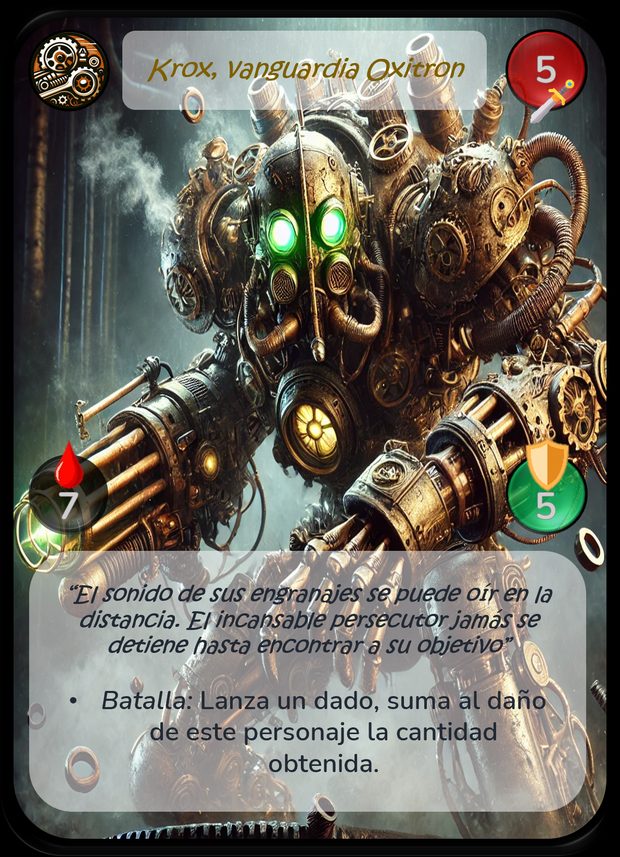 Krox, vanguardia Oxitron
5
7
5
“El sonido de sus engranajes se puede oír en la
distancia. El incansable persecutor jamás se
detiene hasta encontrar a su objetivo”
• Batalla: Lanza un dado, suma al daño
de este personaje la cantidad
obtenida.